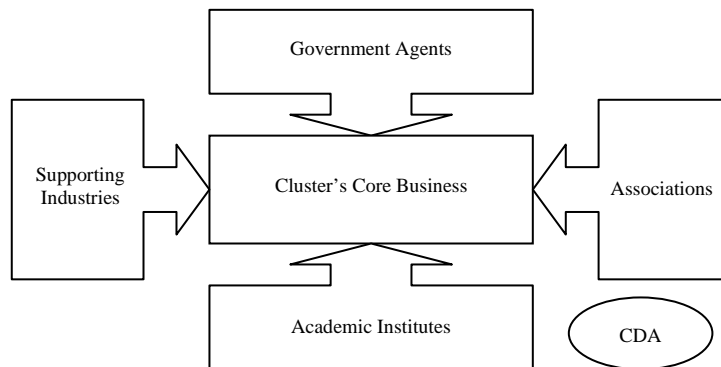 Government Agents
Supporting
Industries
Cluster’s Core Business
Associations
Academic Institutes
CDA